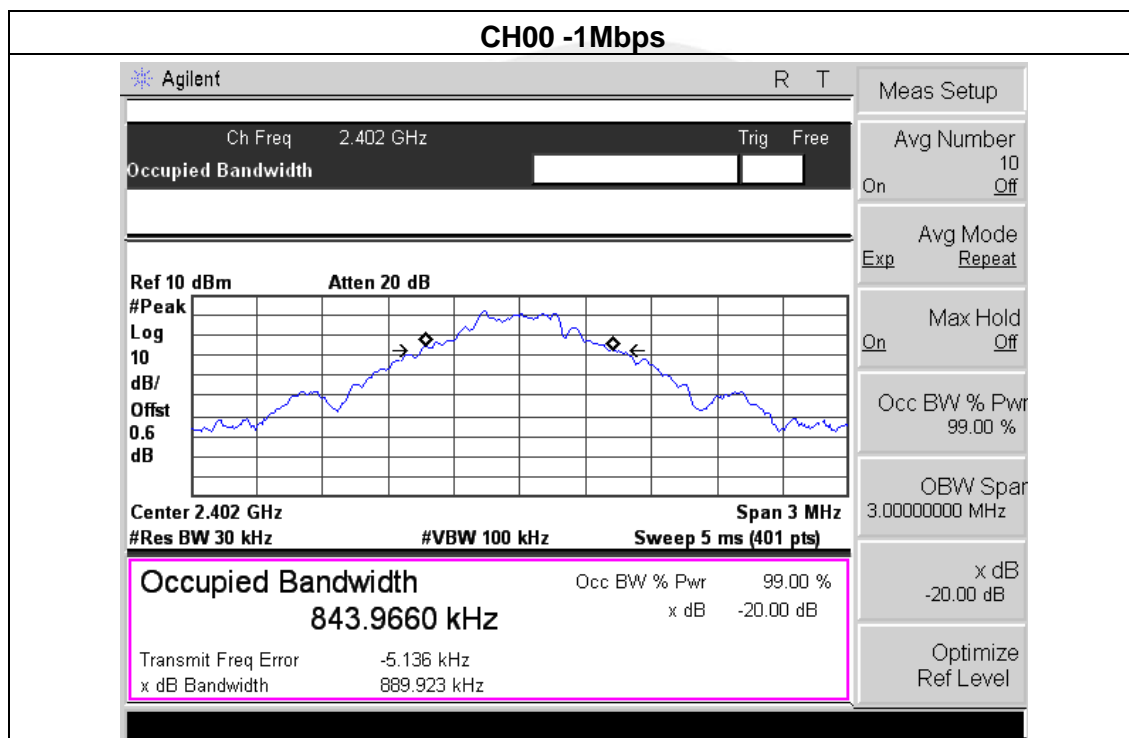 CH00 -1Mbps
Agilent R T
Ch Freq 2.402 GHz Trig Free
Occupied Bandwidth
Ref 10 dBm Atten 20 dB
#Peak
Log
10
dB/
Offst
0.6
dB
Center 2.402 GHz Span 3 MHz
#Res BW 30 kHz #VBW 100 kHz Sweep 5 ms (401 pts)
Occupied Bandwidth Occ BW % Pwr 99.00 %
843.9660 kHz x dB -20.00 dB
Transmit Freq Error -5.136 kHz
x dB Bandwidth 889.923 kHz
Meas Setup
Avg Number
10
On Off
Avg Mode
Exp Repeat
Max Hold
On Off
Occ BW % Pwr
99.00 %
OBW Span
3.00000000 MHz
x dB
-20.00 dB
Optimize
Ref Level